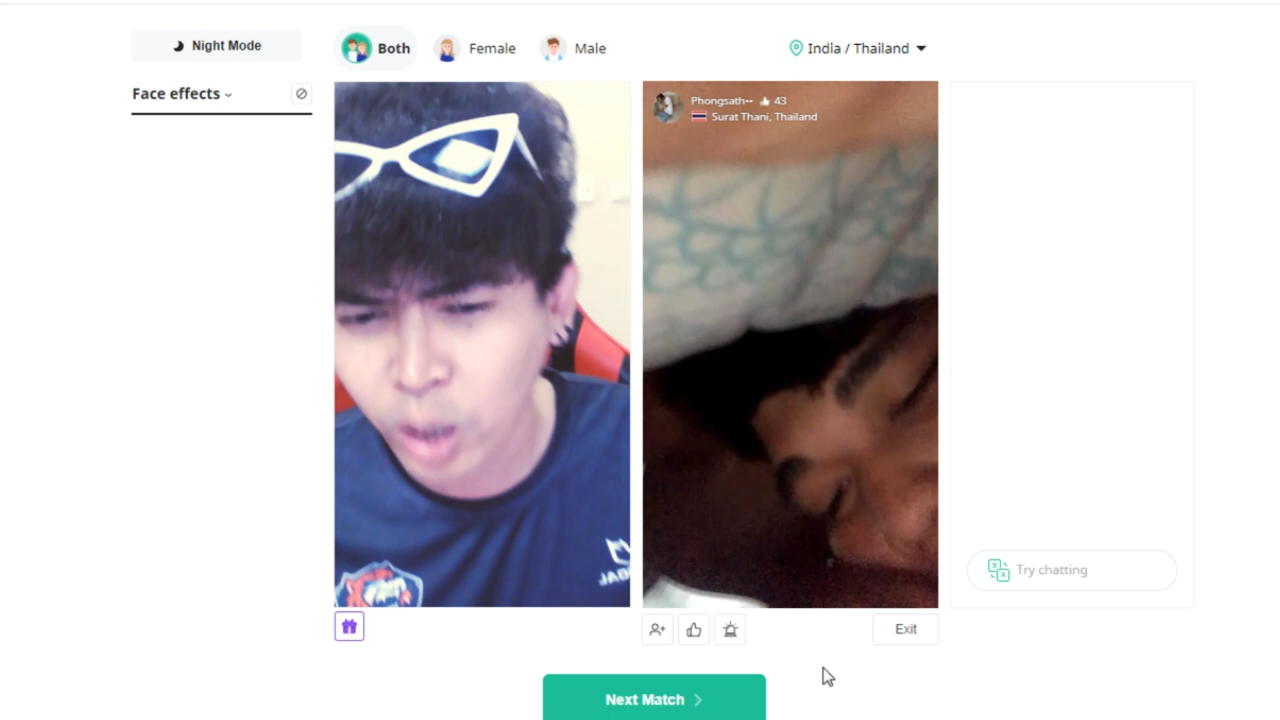 Night Mode
Both
Female
Male
India / Thailand
Face effects
Phongsath•• 43
Surat Thani, Thailand
Try chatting
Exit
Next Match